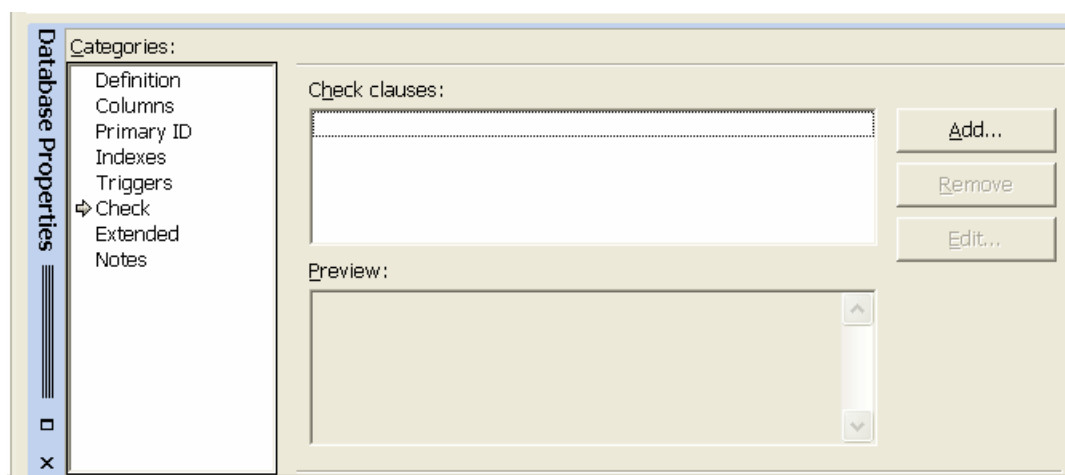 Database Properties
Categories:
Definition
Columns
Primary ID
Indexes
Triggers
Check
Extended
Notes
Check clauses:
Add...
Remove
Edit...
Preview: